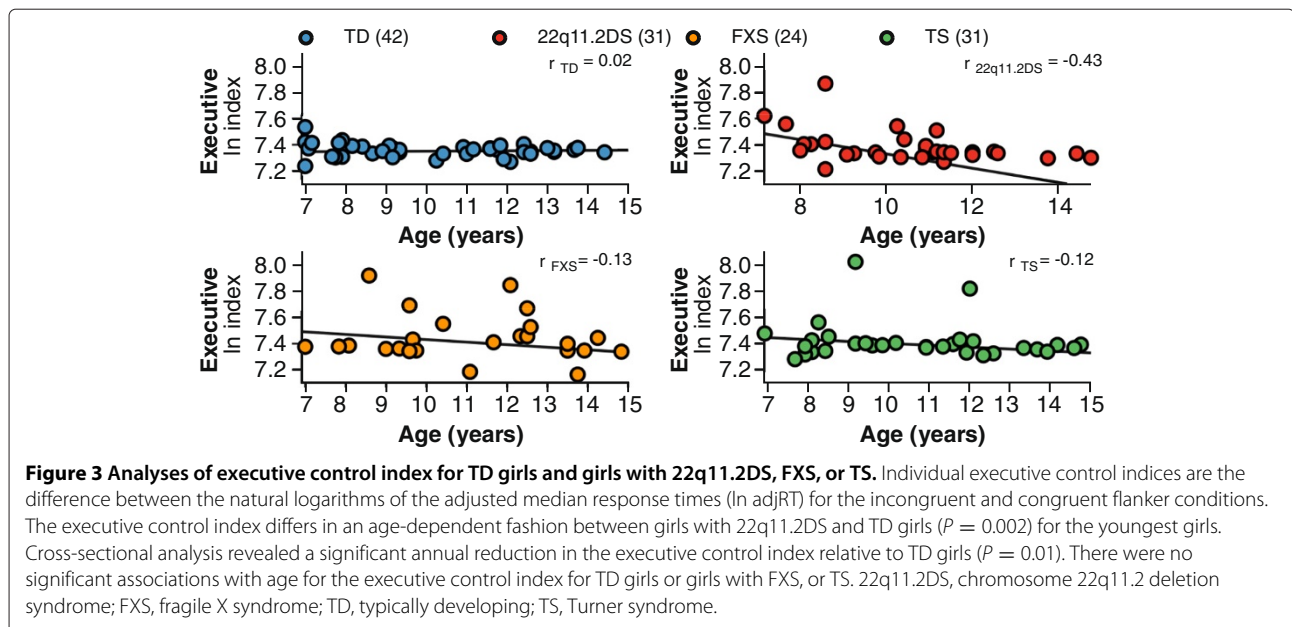 TD (42) 22q11.2DS (31) FXS (24) TS (31)
r TD = 0.02
Executive
ln index
8.0
7.8
7.6
7.4
7.2
7 8 9 10 11 12 13 14 15
Age (years)
r 22q11.2DS = -0.43
Executive
ln index
8.0
7.8
7.6
7.4
7.2
8 10 12 14
Age (years)
r FXS= -0.13
Executive
ln index
8.0
7.8
7.6
7.4
7.2
7 8 9 10 11 12 13 14 15
Age (years)
r TS= -0.12
Executive
ln index
8.0
7.8
7.6
7.4
7.2
7 8 9 10 11 12 13 14 15
Age (years)
Figure 3 Analyses of executive control index for TD girls and girls with 22q11.2DS, FXS, or TS. Individual executive control indices are the
difference between the natural logarithms of the adjusted median response times (ln adjRT) for the incongruent and congruent flanker conditions.
The executive control index differs in an age-dependent fashion between girls with 22q11.2DS and TD girls (P = 0.002) for the youngest girls.
Cross-sectional analysis revealed a significant annual reduction in the executive control index relative to TD girls (P = 0.01). There were no
significant associations with age for the executive control index for TD girls or girls with FXS, or TS. 22q11.2DS, chromosome 22q11.2 deletion
syndrome; FXS, fragile X syndrome; TD, typically developing; TS, Turner syndrome.